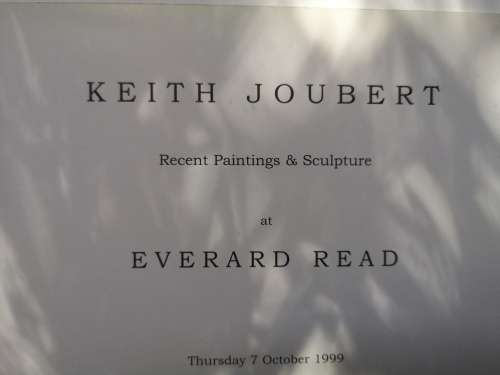 KEITH JOUBERT
Recent Paintings & Sculpture
at
EVERARD READ
Thursday 7 October 1999